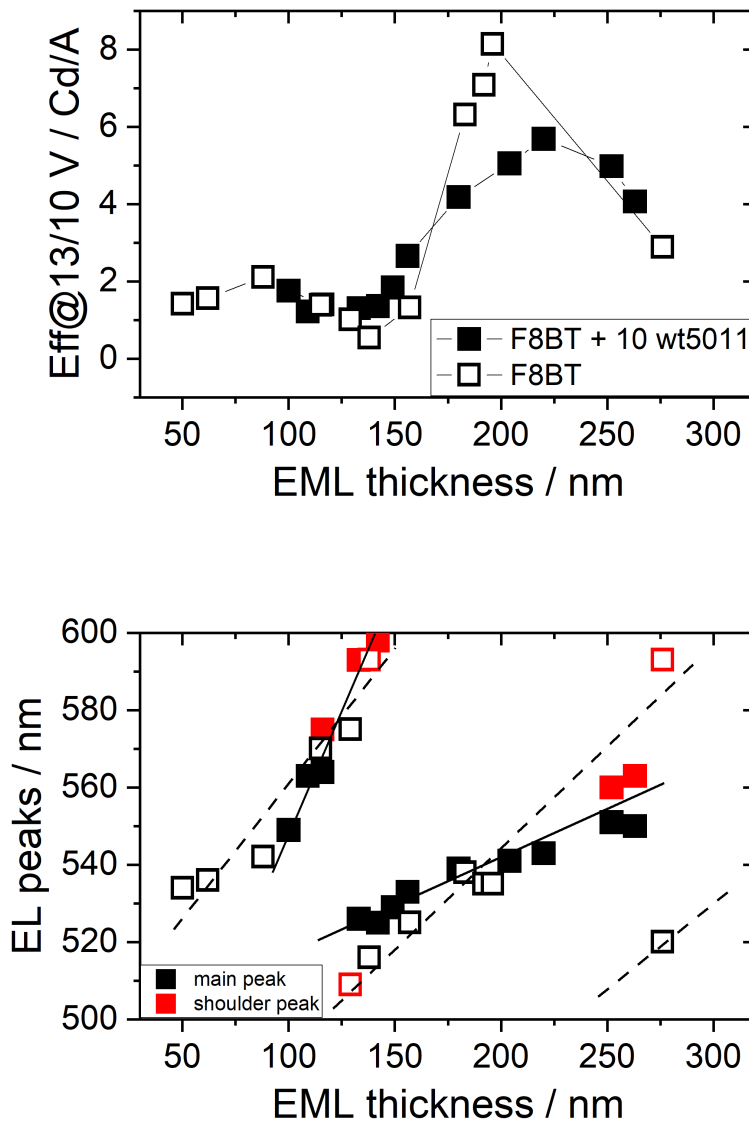 Eff@13/10 V / Cd/A
8
6
4
2
0
F8BT + 10 wt5011
F8BT
50 100 150 200 250 300
EML thickness / nm
EL peaks / nm
600
580
560
540
520
500
main peak
shoulder peak
50 100 150 200 250 300
EML thickness / nm